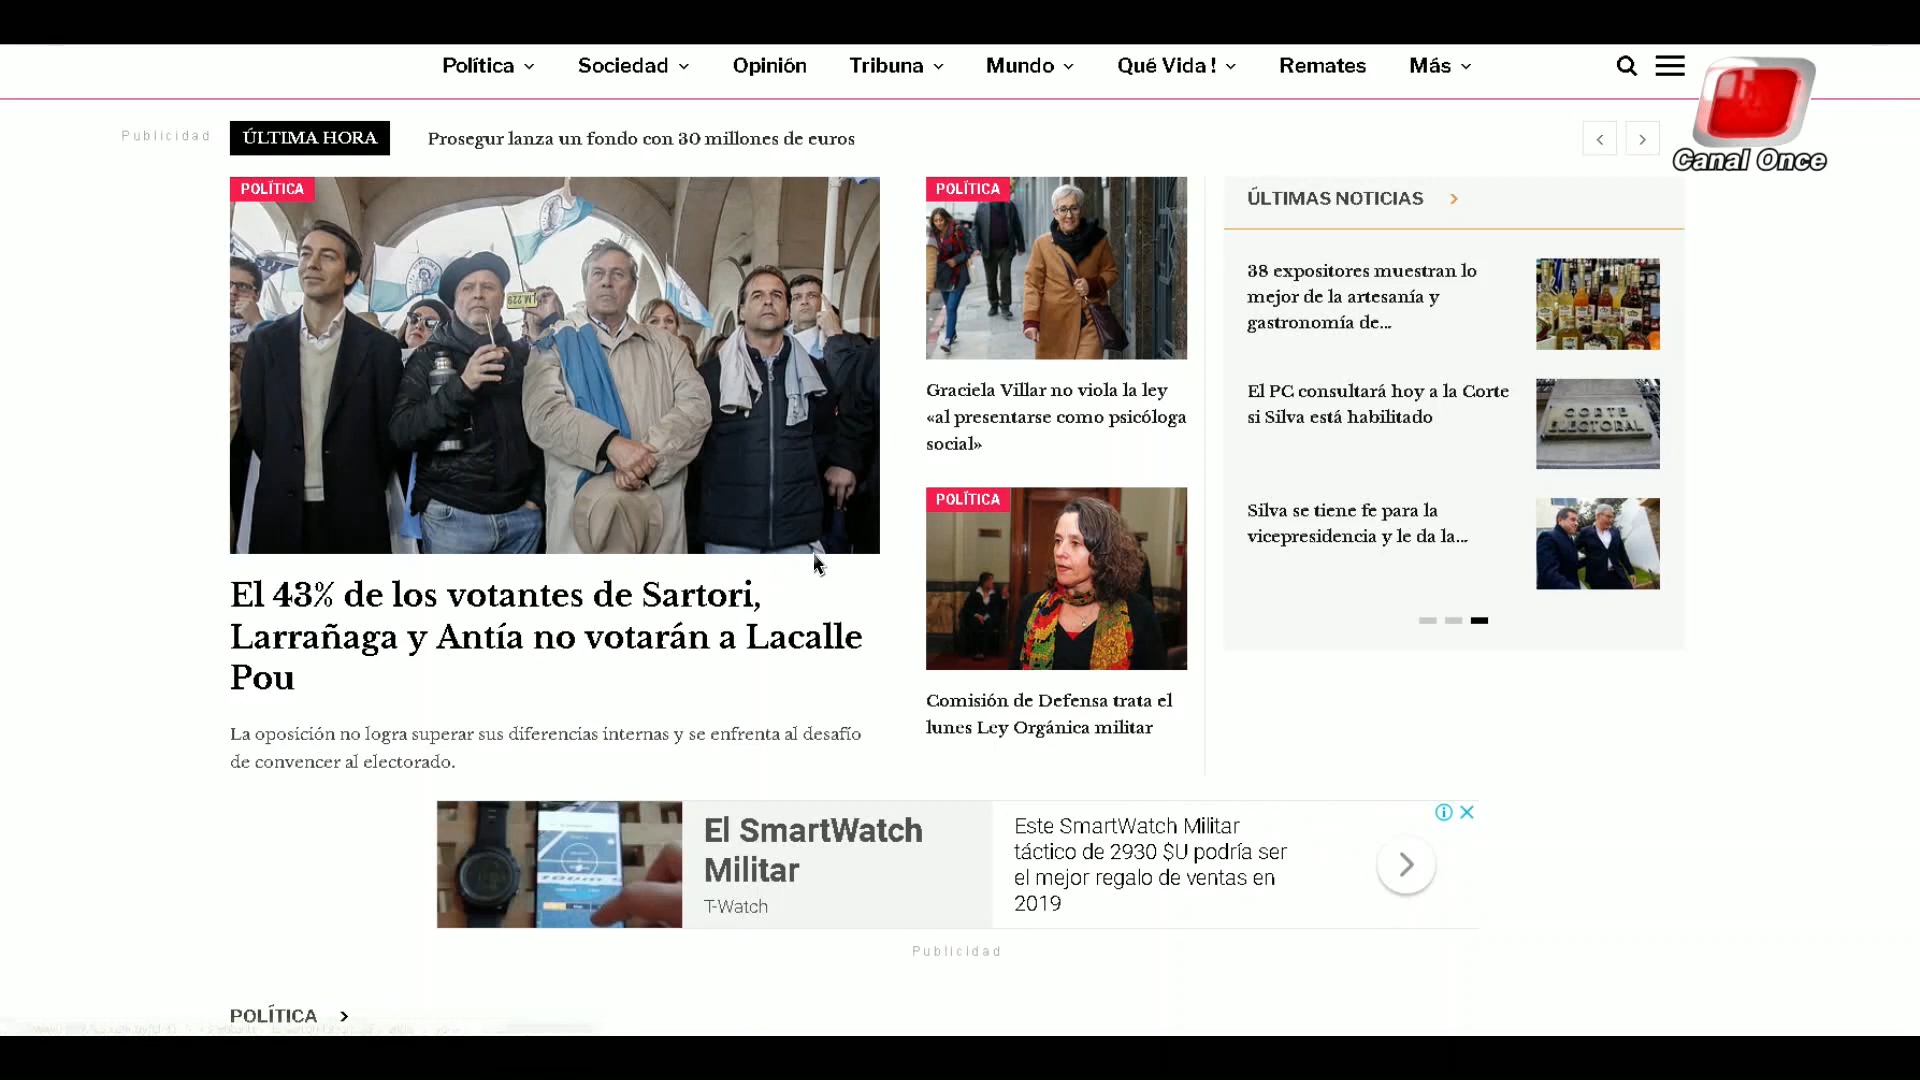 Política
Sociedad
Opinión
Tribuna
Mundo
Qué Vida !
Remates
Más
Canal Once
Publicidad
ÚLTIMA HORA
Prosegur lanza un fondo con 30 millones de euros
POLÍTICA
El 43% de los votantes de Sartori,
Larrañaga y Antía no votarán a Lacalle
Pou
La oposición no logra superar sus diferencias internas y se enfrenta al desafío
de convencer al electorado.
POLÍTICA
Graciela Villar no viola la ley
«al presentarse como psicóloga
social»
POLÍTICA
Comisión de Defensa trata el
lunes Ley Orgánica militar
ÚLTIMAS NOTICIAS
38 expositores muestran lo
mejor de la artesanía y
gastronomía de...
El PC consultará hoy a la Corte
si Silva está habilitado
CORTE
ELECTORAL
Silva se tiene fe para la
vicepresidencia y le da la...
El SmartWatch
Militar
T-Watch
Este SmartWatch Militar
táctico de 2930 $U podría ser
el mejor regalo de ventas en
2019
Publicidad
POLÍTICA